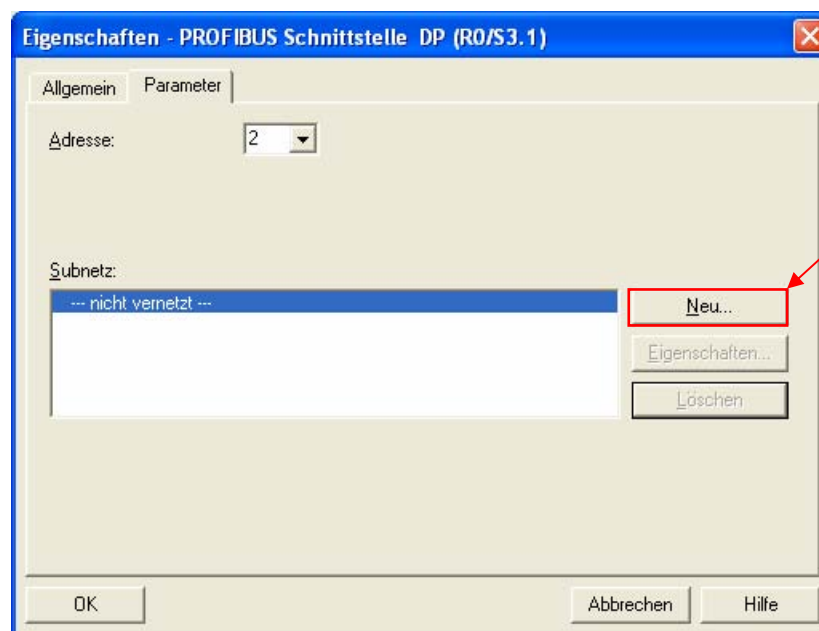 Eigenschaften - PROFIBUS Schnittstelle DP (R0/S3.1)
Allgemein
Parameter
Adresse:
2
Subnetz:
--- nicht vernetzt ---
Neu...
Eigenschaften...
Löschen
OK
Abbrechen
Hilfe